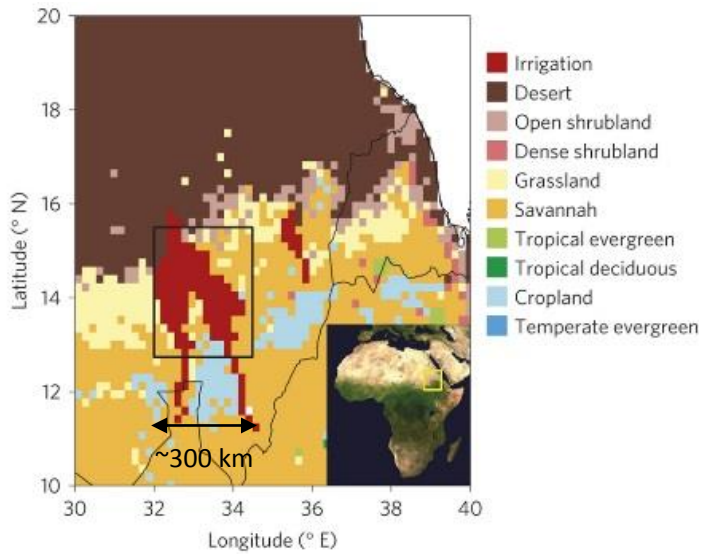 20
18
16
14
12
10
Latitude (° N)
30
32
34
36
38
40
Longitude (° E)
~300 km
Irrigation
Desert
Open shrubland
Dense shrubland
Grassland
Savannah
Tropical evergreen
Tropical deciduous
Cropland
Temperate evergreen